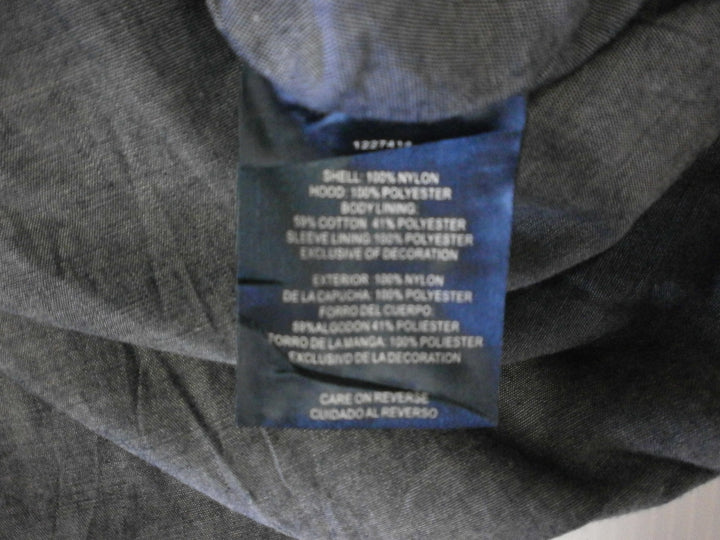 SHELL: 100% NYLON
HOOD: 100% POLYESTER
BODY LINING:
59% COTTON 41% POLYESTER
SLEEVE LINING 100% POLYESTER
EXCLUSIVE OF DECORATION
EXTERIOR: 100% NYLON
DE LA CAPUCHA: 100% POLYESTER
FORRO DEL CUERPO:
59% ALGODON 41% POLIESTER
FORRO DE LA MANGA: 100% POLIESTER
EXCLUSIVO DE LA DECORATION
CARE ON REVERSE
CUIDADO AL REVERSO